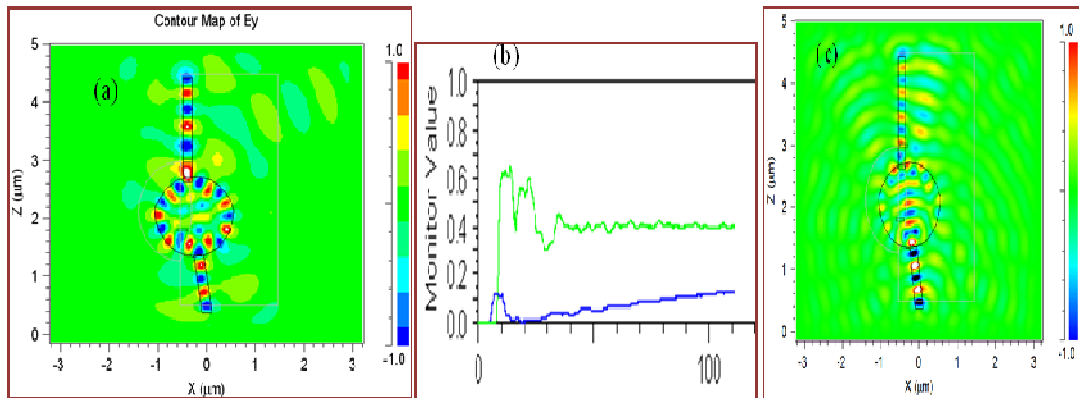 Contour Map of Ey
(a)
1.0
-1.0
5
4
3
2
1
0
Z (µm)
-3 -2 -1 0 1 2 3
X (µm)
(b)
Monitor Value
1.0
0.8
0.6
0.4
0.2
0.0
0 100
(c)
1.0
-1.0
5
4
3
2
1
0
Z (µm)
-3 -2 -1 0 1 2 3
X (µm)